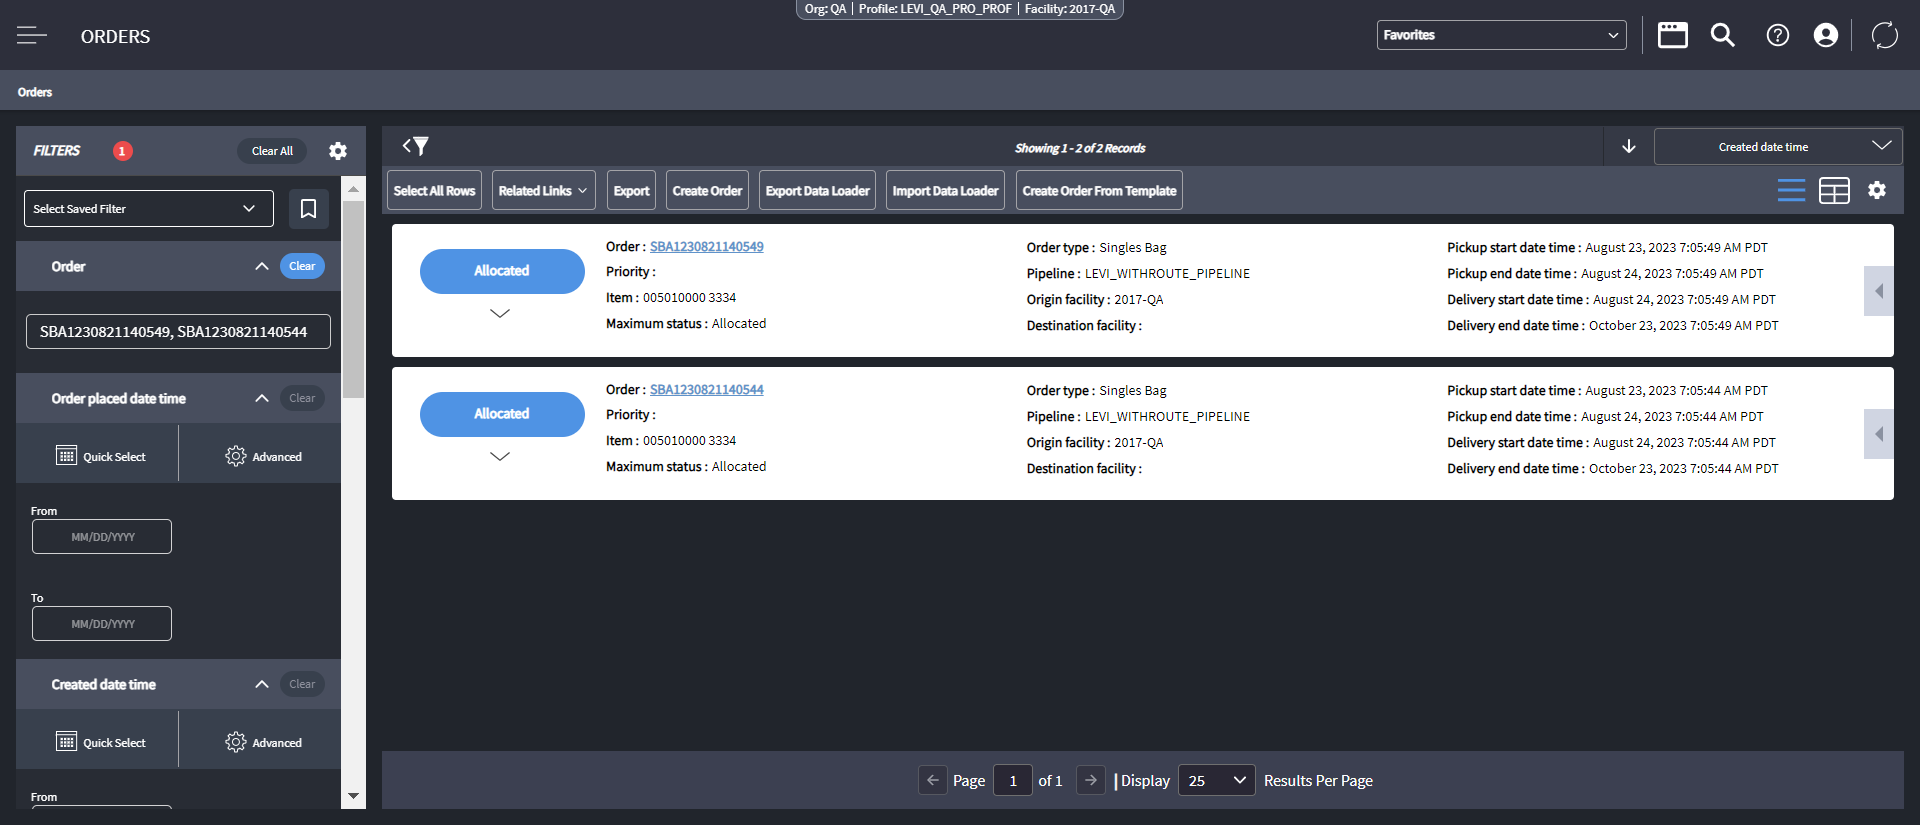 Org: QA | Profile: LEVI_QA_PRO_PROF | Facility: 2017-QA
ORDERS
Favorites
Orders
FILTERS 1 Clear All
Select Saved Filter
Order Clear
SBA1230821140549, SBA1230821140544
Order placed date time Clear
Quick Select Advanced
From
MM/DD/YYYY
To
MM/DD/YYYY
Created date time Clear
Quick Select Advanced
From
Showing 1 - 2 of 2 Records
Created date time
Select All Rows Related Links Export Create Order Export Data Loader Import Data Loader Create Order From Template
Allocated
Order : SBA1230821140549
Priority :
Item : 005010000 3334
Maximum status : Allocated
Order type : Singles Bag
Pipeline : LEVI_WITHROUTE_PIPELINE
Origin facility : 2017-QA
Destination facility :
Pickup start date time : August 23, 2023 7:05:49 AM PDT
Pickup end date time : August 24, 2023 7:05:49 AM PDT
Delivery start date time : August 24, 2023 7:05:49 AM PDT
Delivery end date time : October 23, 2023 7:05:49 AM PDT
Allocated
Order : SBA1230821140544
Priority :
Item : 005010000 3334
Maximum status : Allocated
Order type : Singles Bag
Pipeline : LEVI_WITHROUTE_PIPELINE
Origin facility : 2017-QA
Destination facility :
Pickup start date time : August 23, 2023 7:05:44 AM PDT
Pickup end date time : August 24, 2023 7:05:44 AM PDT
Delivery start date time : August 24, 2023 7:05:44 AM PDT
Delivery end date time : October 23, 2023 7:05:44 AM PDT
Page 1 of 1 | Display 25 Results Per Page